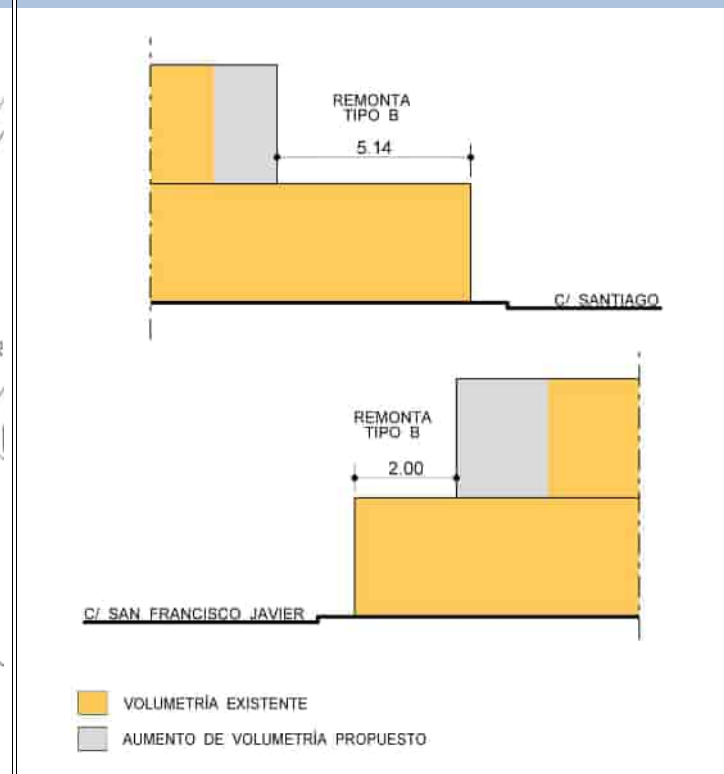 REMONTA
TIPO B
5.14
C/ SANTIAGO
REMONTA
TIPO B
2.00
C/ SAN FRANCISCO JAVIER
VOLUMETRÍA EXISTENTE
AUMENTO DE VOLUMETRÍA PROPUESTO